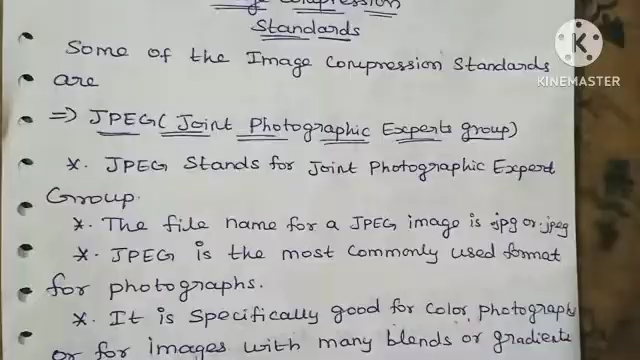 Image Compression
Standards
Some of the Image Compression Standards
are
=> JPEG (Joint Photographic Experts group)
*. JPEG Stands for Joint Photographic Expert
Group.
*. The file name for a JPEG image is .jpg or .jpeg
*. JPEG is the most commonly used format
for photographs.
*. It is specifically good for color photographs
or for images with many blends or gradients
KINEMASTER